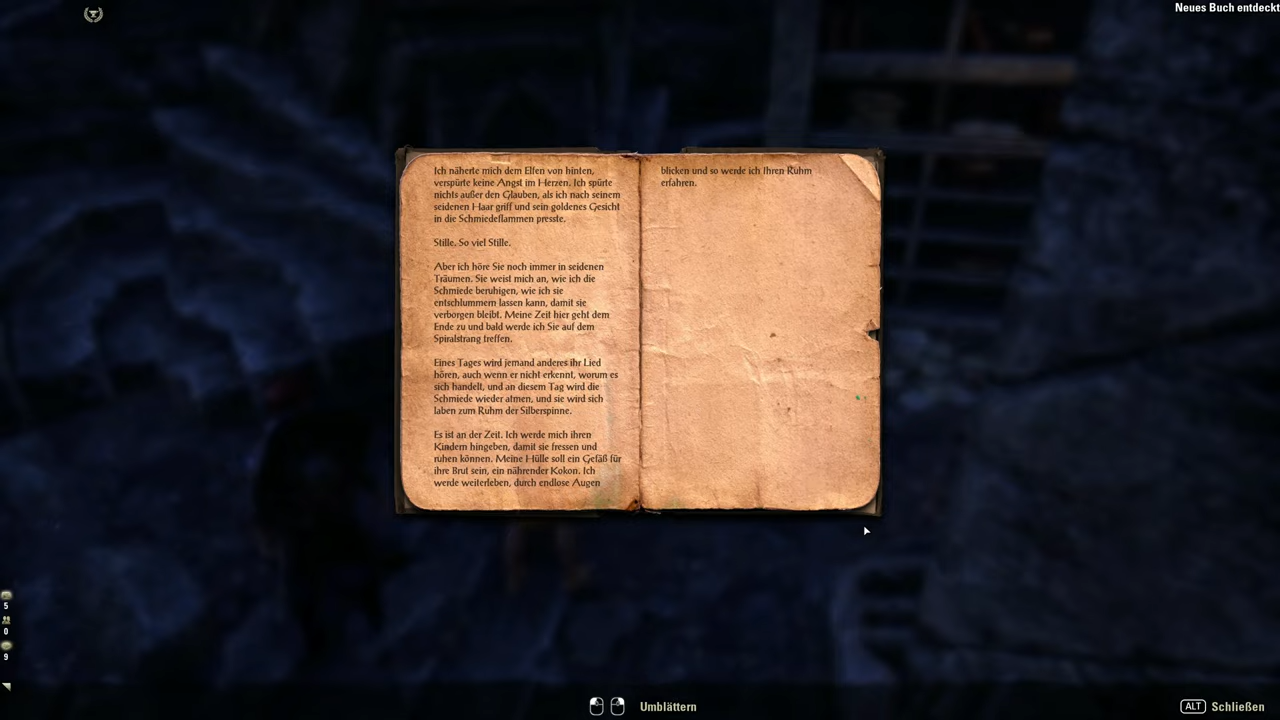 Neues Buch entdeckt
Ich näherte mich dem Elfen von hinten,
verspürte keine Angst im Herzen. Ich spürte
nichts außer den Glauben, als ich nach seinem
seidenen Haar griff und sein goldenes Gesicht
in die Schmiedeflammen presste.
Stille. So viel Stille.
Aber ich höre Sie noch immer in seidenen
Träumen. Sie weist mich an, wie ich die
Schmiede beruhigen, wie ich sie
entschlummern lassen kann, damit sie
verborgen bleibt. Meine Zeit hier geht dem
Ende zu und bald werde ich Sie auf dem
Spiralstrang treffen.
Eines Tages wird jemand anderes ihr Lied
hören, auch wenn er nicht erkennt, worum es
sich handelt, und an diesem Tag wird die
Schmiede wieder atmen, und sie wird sich
laben zum Ruhm der Silberspinne.
Es ist an der Zeit. Ich werde mich ihren
Kindern hingeben, damit sie fressen und
ruhen können. Meine Hülle soll ein Gefäß für
ihre Brut sein, ein nährender Kokon. Ich
werde weiterleben, durch endlose Augen
blicken und so werde ich Ihren Ruhm
erfahren.
5
0
9
Umblättern
ALT Schließen